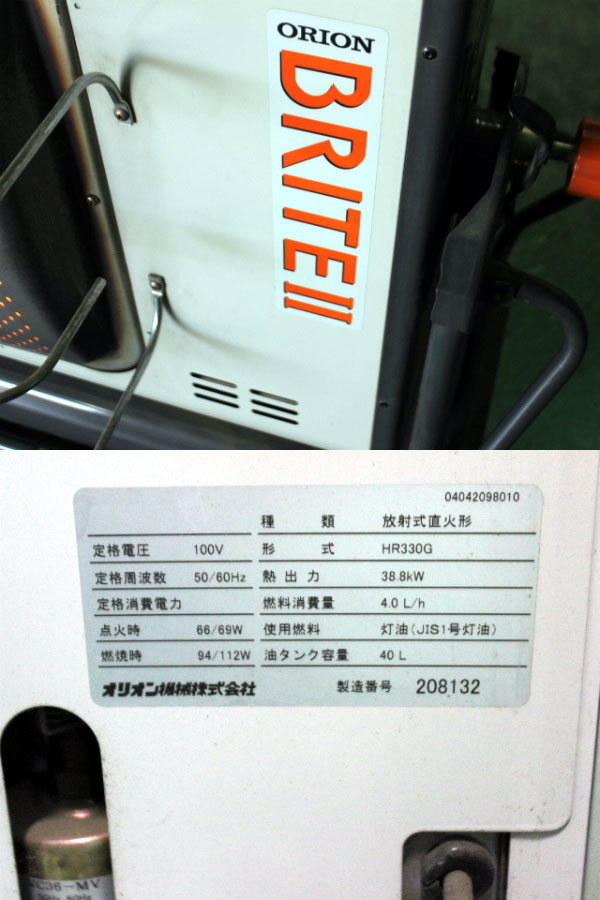 ORION
BRITE II
04042098010
種 類 放射式直火形
定格電圧 100V 形 式 HR330G
定格周波数 50/60Hz 熱出力 38.8kW
定格消費電力 燃料消費量 4.0 L/h
点火時 66/69W 使用燃料 灯油(JIS1号灯油)
燃焼時 94/112W 油タンク容量 40 L
オリオン機械株式会社 製造番号 208132
VC36-MV